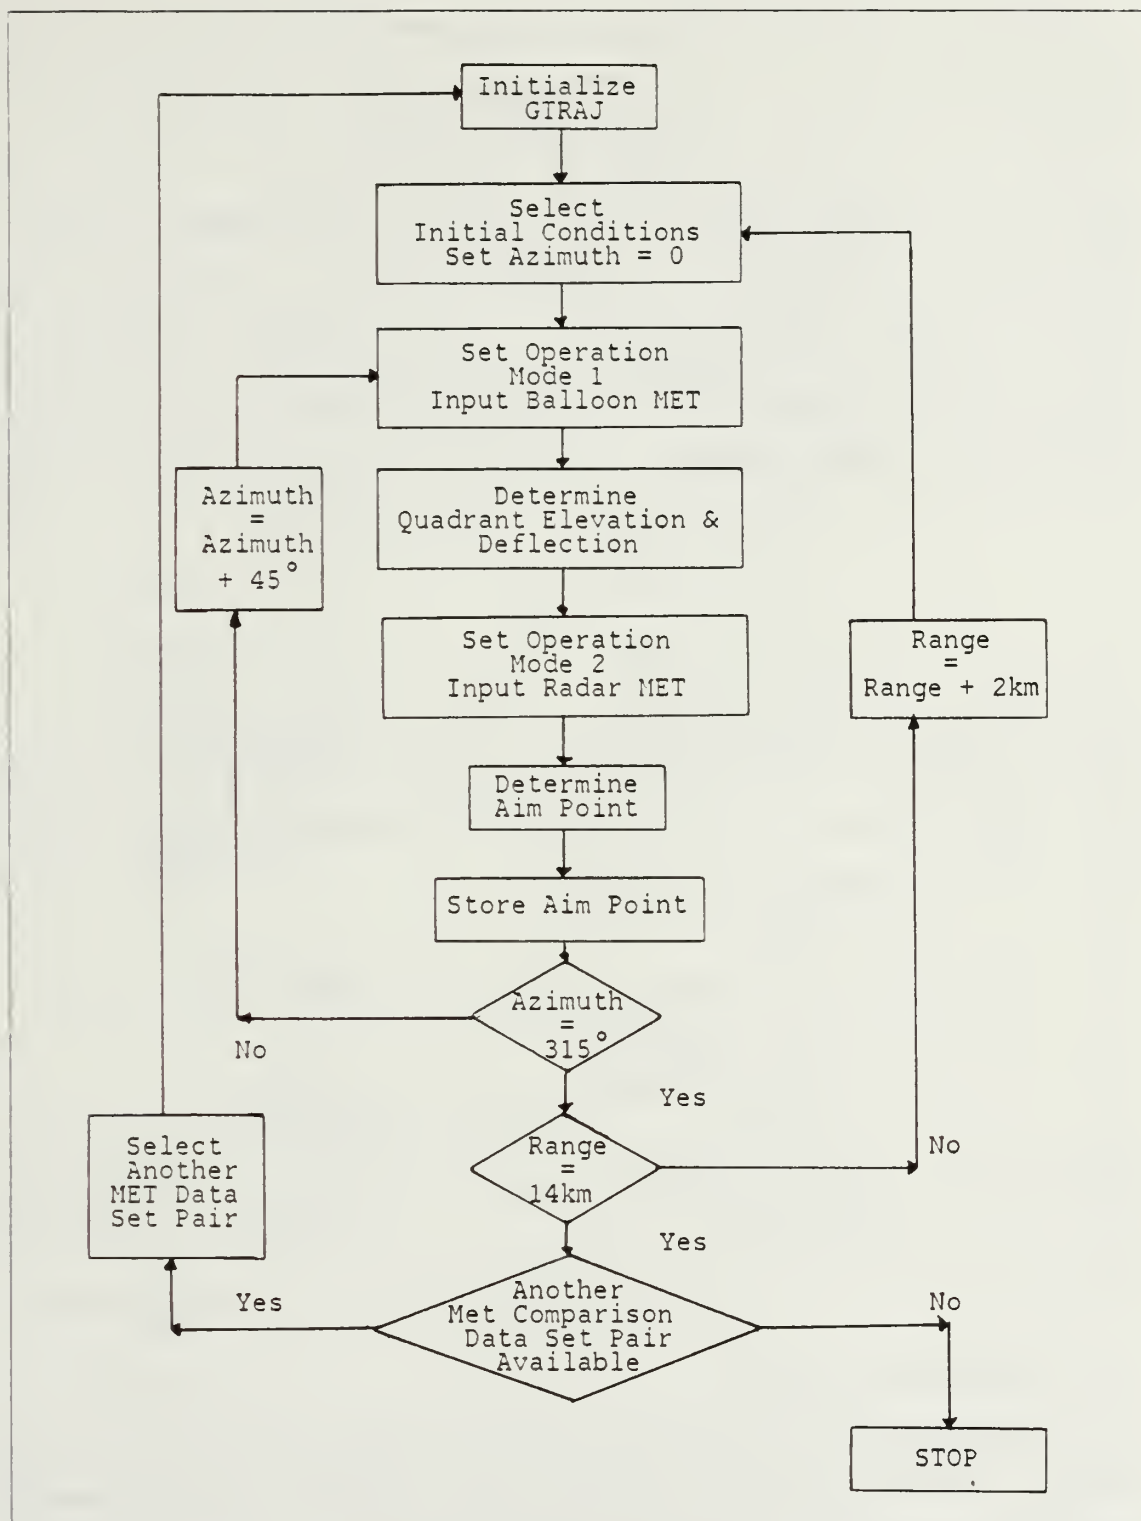 Initialize
GTRAJ
Select
Initial Conditions
Set Azimuth = 0
Set Operation
Mode 1
Input Balloon MET
Azimuth
=
Azimuth
+ 45°
Determine
Quadrant Elevation &
Deflection
Set Operation
Mode 2
Input Radar MET
Range
=
Range + 2km
Determine
Aim Point
Store Aim Point
Azimuth
=
315°
No
Yes
Select
Another
MET Data
Set Pair
Range
=
14km
No
Yes
Another
Met Comparison
Data Set Pair
Available
Yes
No
STOP